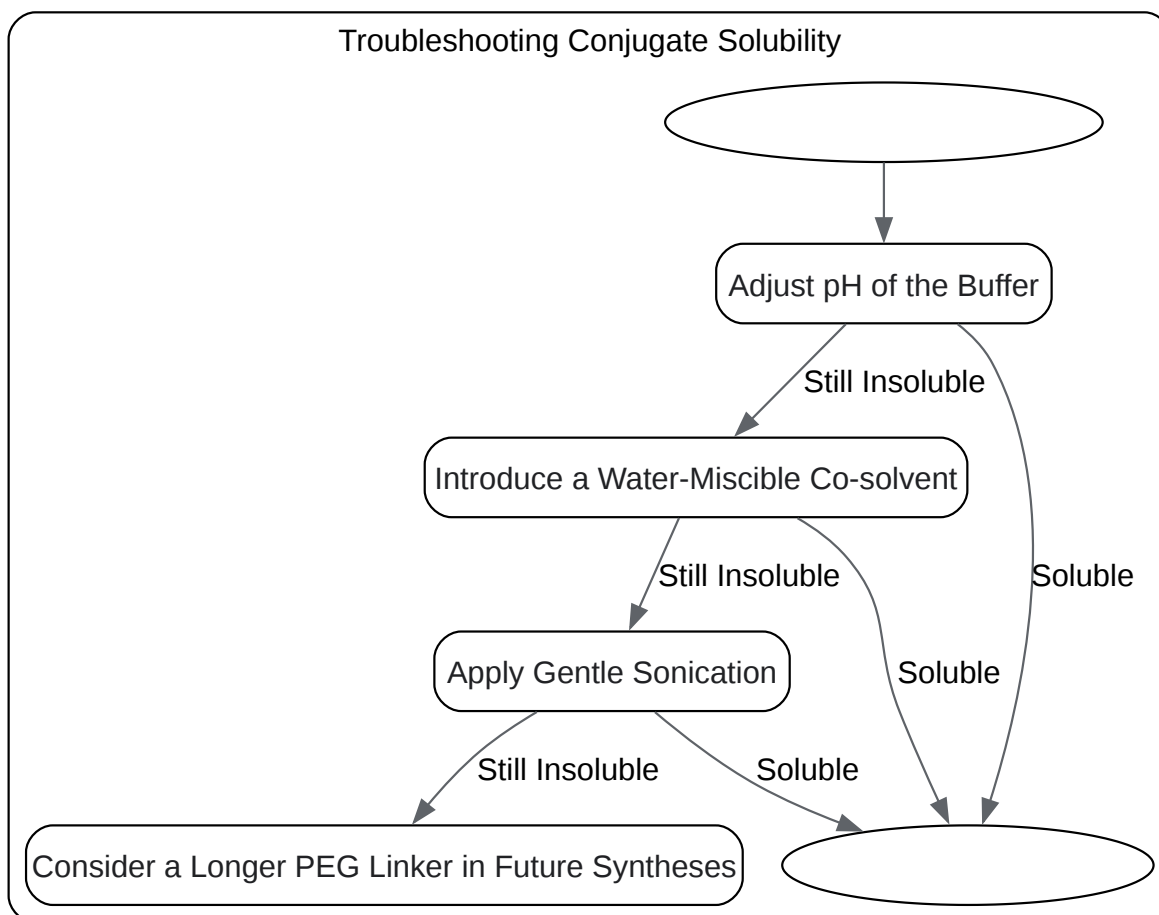 Troubleshooting Conjugate Solubility
Adjust pH of the Buffer
Still Insoluble
Introduce a Water-Miscible Co-solvent
Still Insoluble
Soluble
Apply Gentle Sonication
Soluble
Still Insoluble
Soluble
Consider a Longer PEG Linker in Future Syntheses